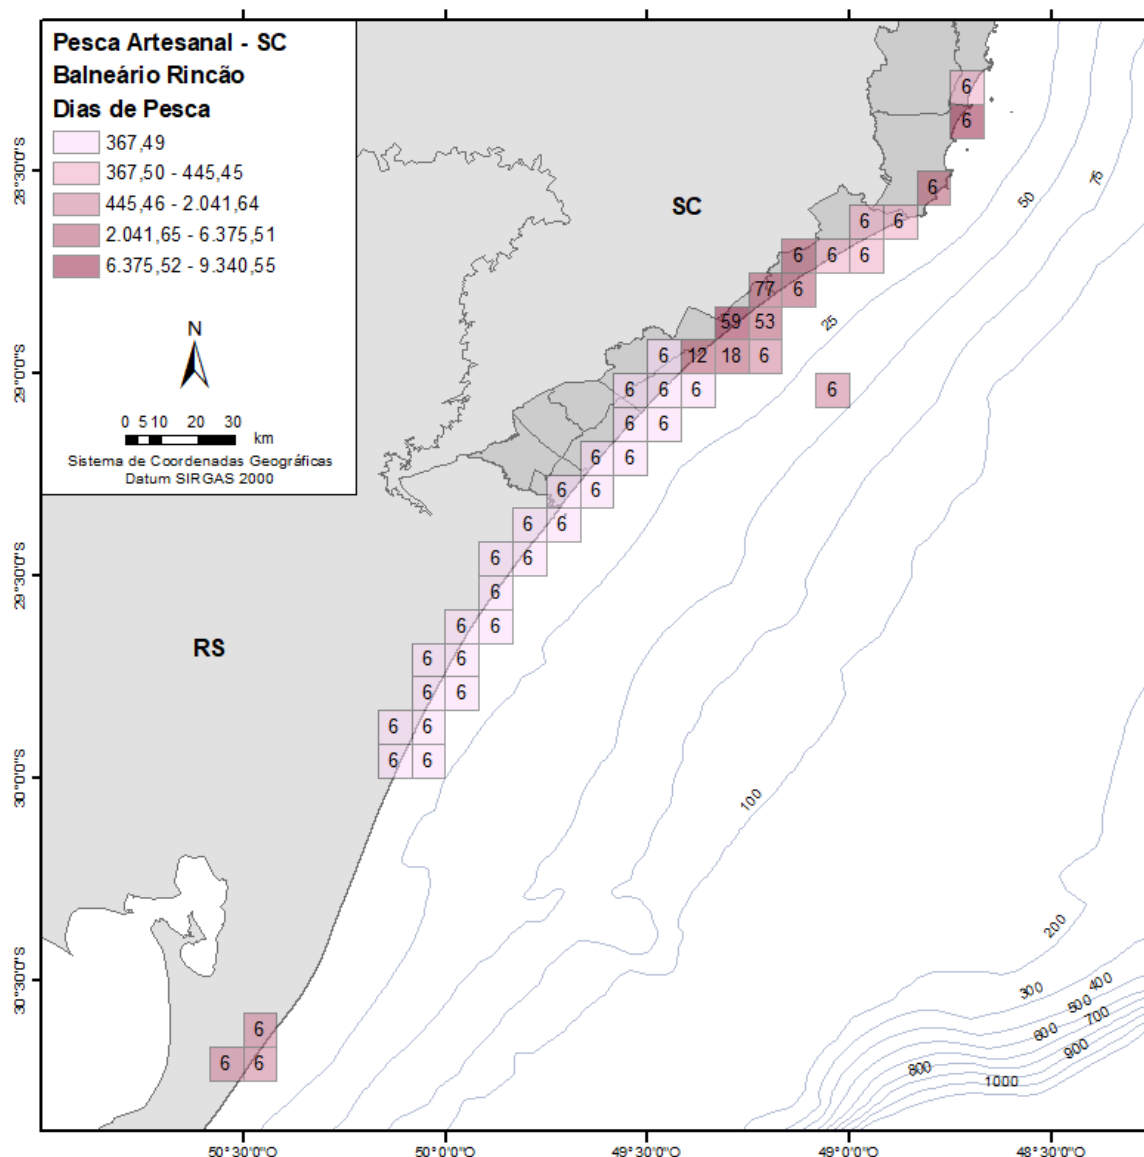 Pesca Artesanal - SC
Balneário Rincão
Dias de Pesca
367,49
367,50 - 445,45
445,46 - 2.041,64
2.041,65 - 6.375,51
6.375,52 - 9.340,55
N
0 5 10 20 30 km
Sistema de Coordenadas Geográficas
Datum SIRGAS 2000
SC
RS
6
6
6
6 6
6 6 6
77 6
59 53
6 12 18 6
6 6 6 6
6 6
6 6
6 6
6 6
6 6
6
6 6
6 6
6 6
6 6
6 6
6
6 6
25
50
75
100
200
300
400
500
600
700
800
900
1000
28°30'0"S
29°0'0"S
29°30'0"S
30°0'0"S
30°30'0"S
50°30'0"O
50°0'0"O
49°30'0"O
49°0'0"O
48°30'0"O